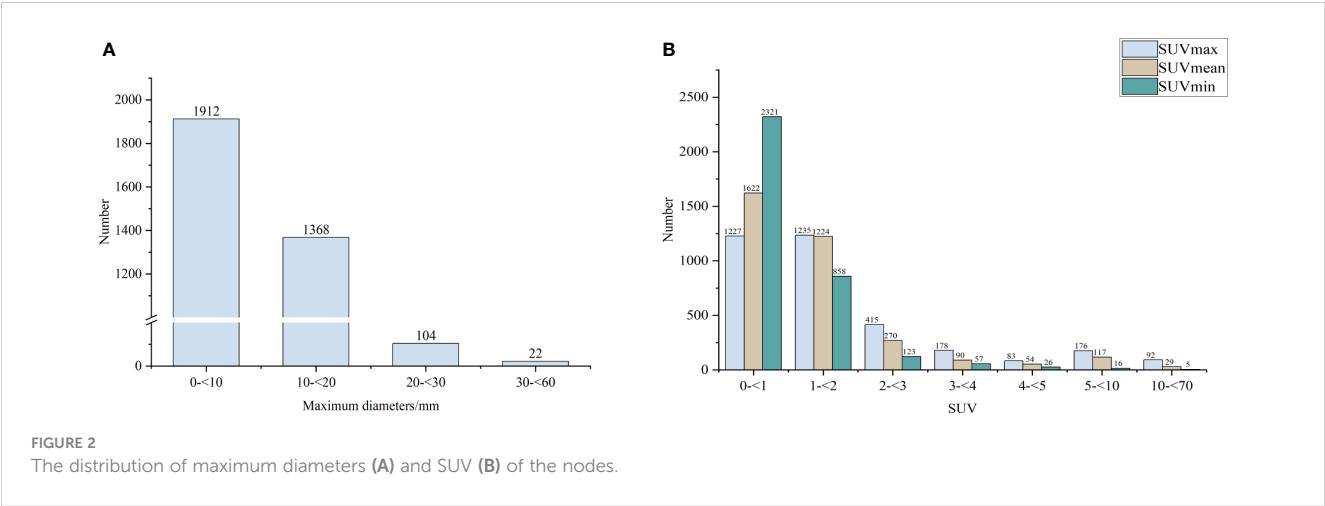 A
2000
1800
1600
1400
1200
0
Number
1912
1368
104
22
0-<10 10-<20 20-<30 30-<60
Maximum diameters/mm
B
SUVmax
SUVmean
SUVmin
2500
2000
1500
1000
500
0
Number
1227 1622 2321
1235 1224 858
415 270 123
178 90 57
83 54 26
176 117 16
92 29 5
0-<1 1-<2 2-<3 3-<4 4-<5 5-<10 10-<70
SUV
FIGURE 2
The distribution of maximum diameters (A) and SUV (B) of the nodes.